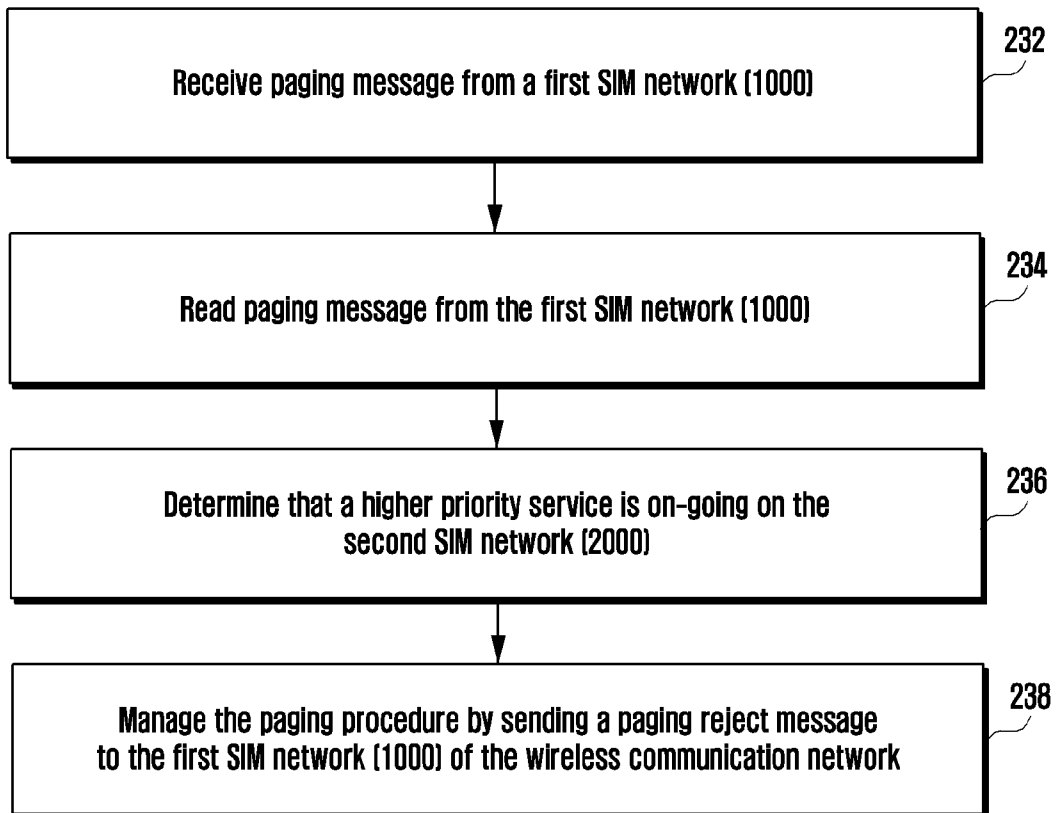 232
Receive paging message from a first SIM network (1000)
234
Read paging message from the first SIM network (1000)
236
Determine that a higher priority service is on-going on the
second SIM network (2000)
238
Manage the paging procedure by sending a paging reject message
to the first SIM network (1000) of the wireless communication network